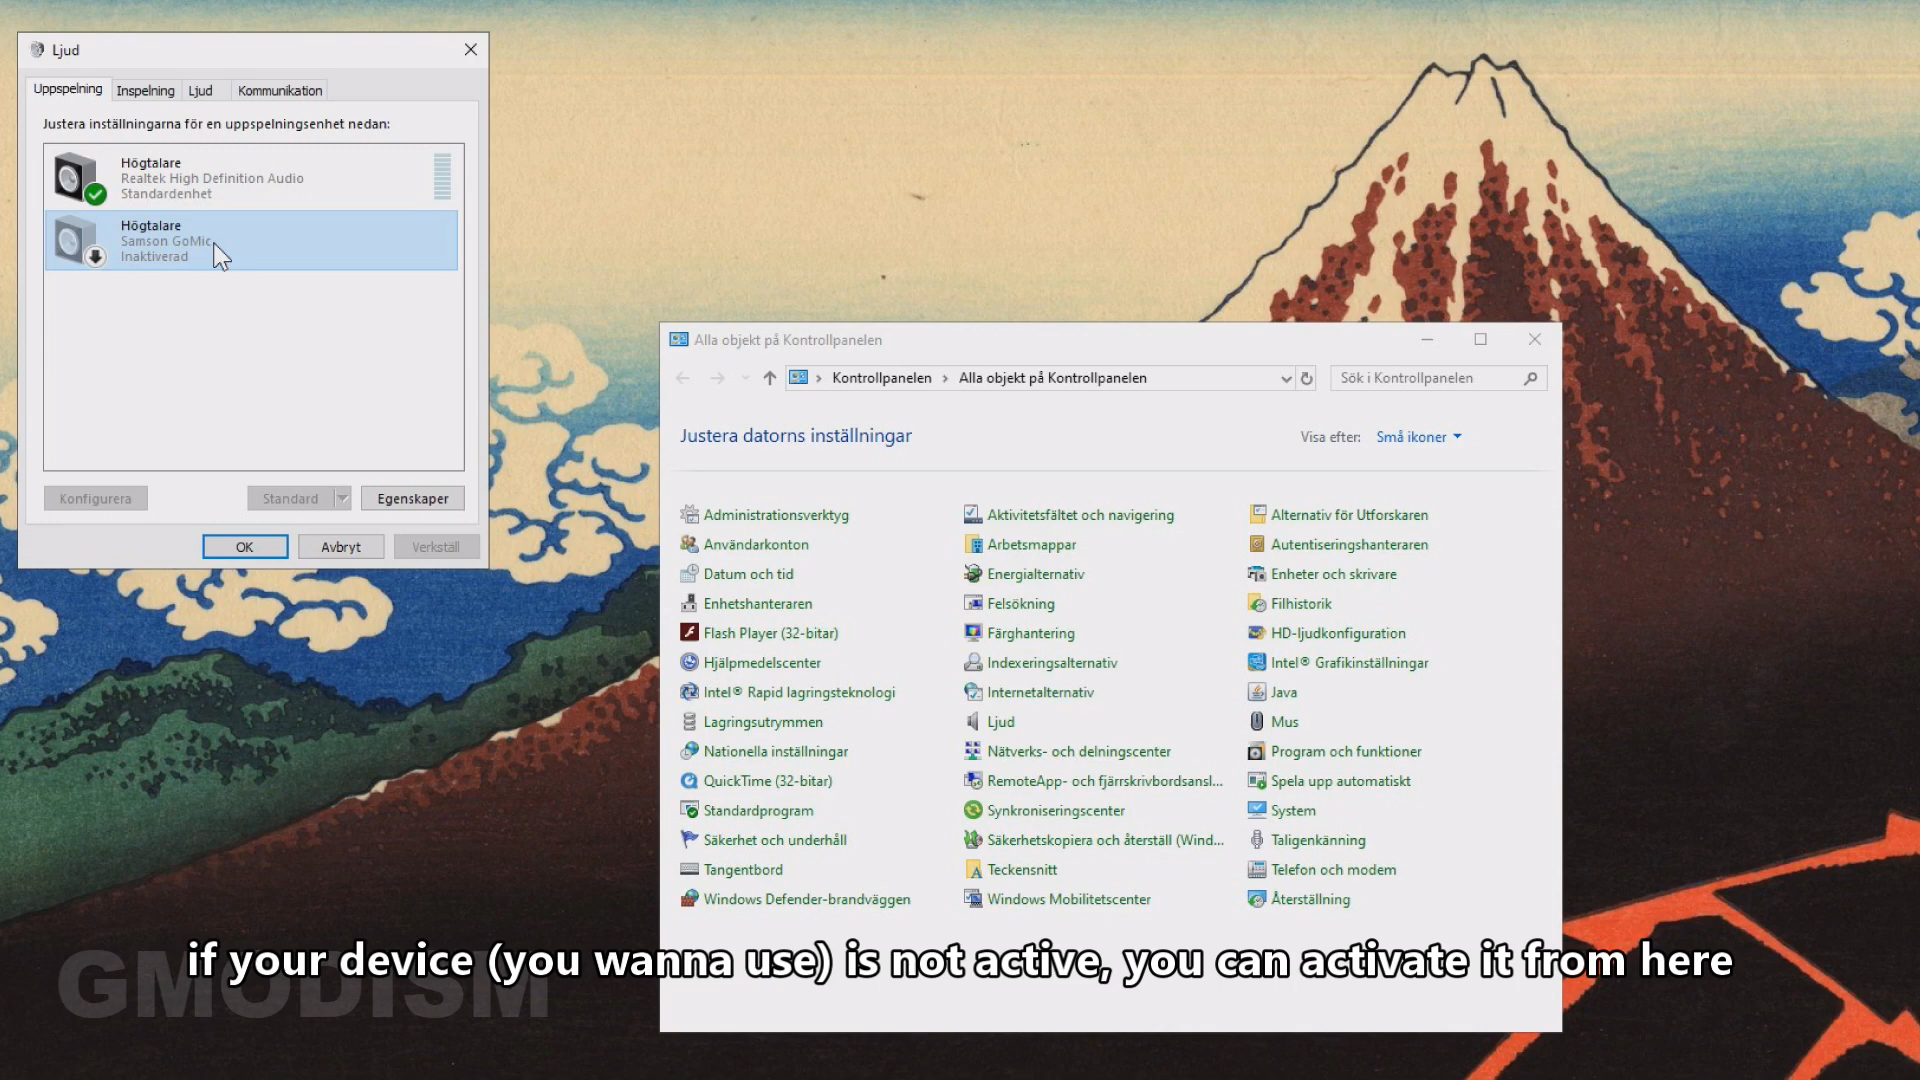 Ljud
Uppspelning Inspelning Ljud Kommunikation
Justera inställningarna för en uppspelningsenhet nedan:
Högtalare
Realtek High Definition Audio
Standardenhet
Högtalare
Samson GoMic
Inaktiverad
Konfigurera Standard Egenskaper
OK Avbryt Verkställ
Alla objekt på Kontrollpanelen
Kontrollpanelen Alla objekt på Kontrollpanelen Sök i Kontrollpanelen
Justera datorns inställningar Visa efter: Små ikoner
Administrationsverktyg Aktivitetsfältet och navigering Alternativ för Utforskaren
Användarkonton Arbetsmappar Autentiseringshanteraren
Datum och tid Energialternativ Enheter och skrivare
Enhetshanteraren Felsökning Filhistorik
Flash Player (32-bitar) Färghantering HD-ljudkonfiguration
Hjälpmedelscenter Indexeringsalternativ Intel® Grafikinställningar
Intel® Rapid lagringsteknologi Internetalternativ Java
Lagringsutrymmen Ljud Mus
Nationella inställningar Nätverks- och delningscenter Program och funktioner
QuickTime (32-bitar) RemoteApp- och fjärrskrivbordsansl... Spela upp automatiskt
Standardprogram Synkroniseringscenter System
Säkerhet och underhåll Säkerhetskopiera och återställ (Wind... Taligenkänning
Tangentbord Teckensnitt Telefon och modem
Windows Defender-brandväggen Windows Mobilitetscenter Återställning
if your device (you wanna use) is not active, you can activate it from here
GMODISM